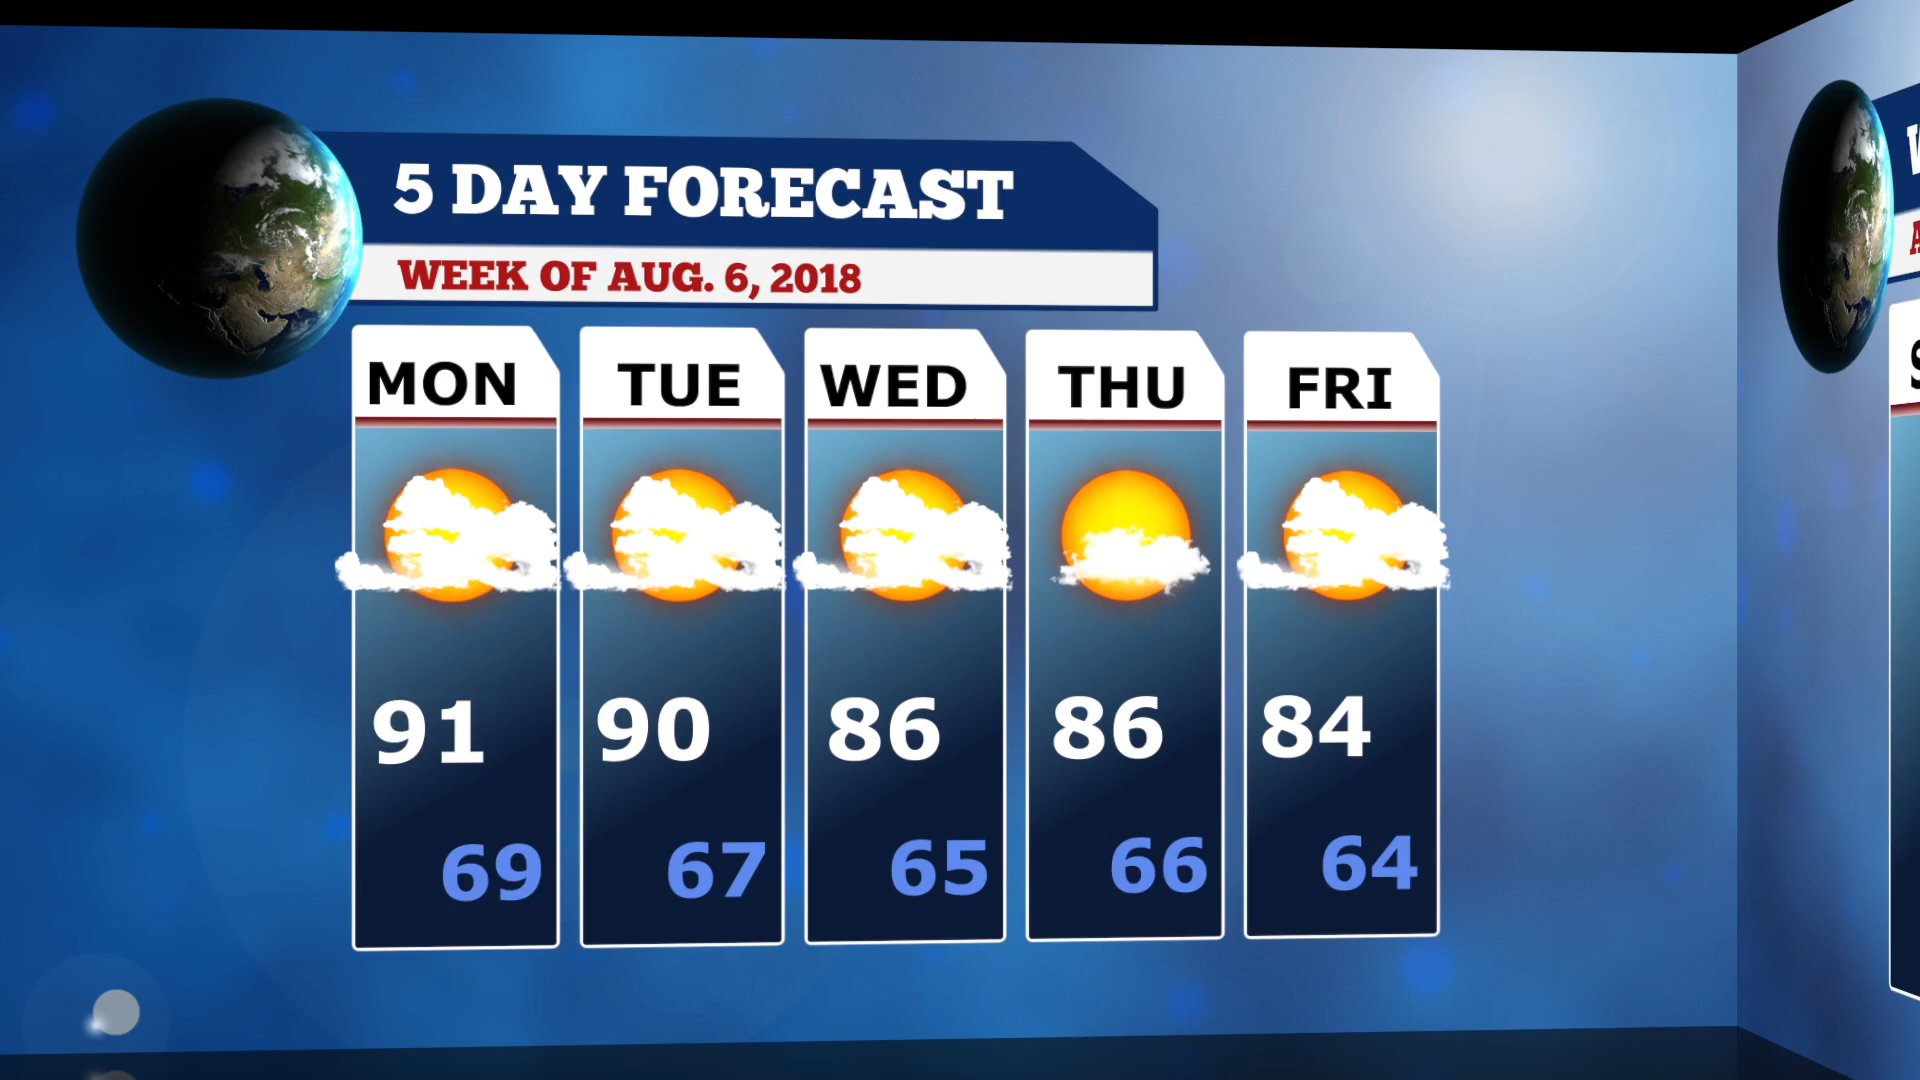 5 DAY FORECAST
WEEK OF AUG. 6, 2018
MON TUE WED THU FRI
91 90 86 86 84
69 67 65 66 64